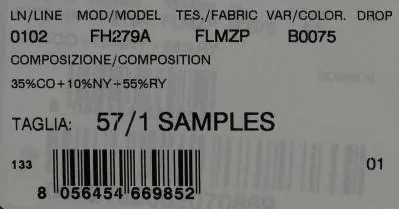 LN/LINE MOD/MODEL TES./FABRIC VAR/COLOR. DROP
0102 FH279A FLMZP B0075
COMPOSIZIONE/COMPOSITION
35%CO+10%NY+55%RY
TAGLIA: 57/1 SAMPLES
133 01
8 056454 669852